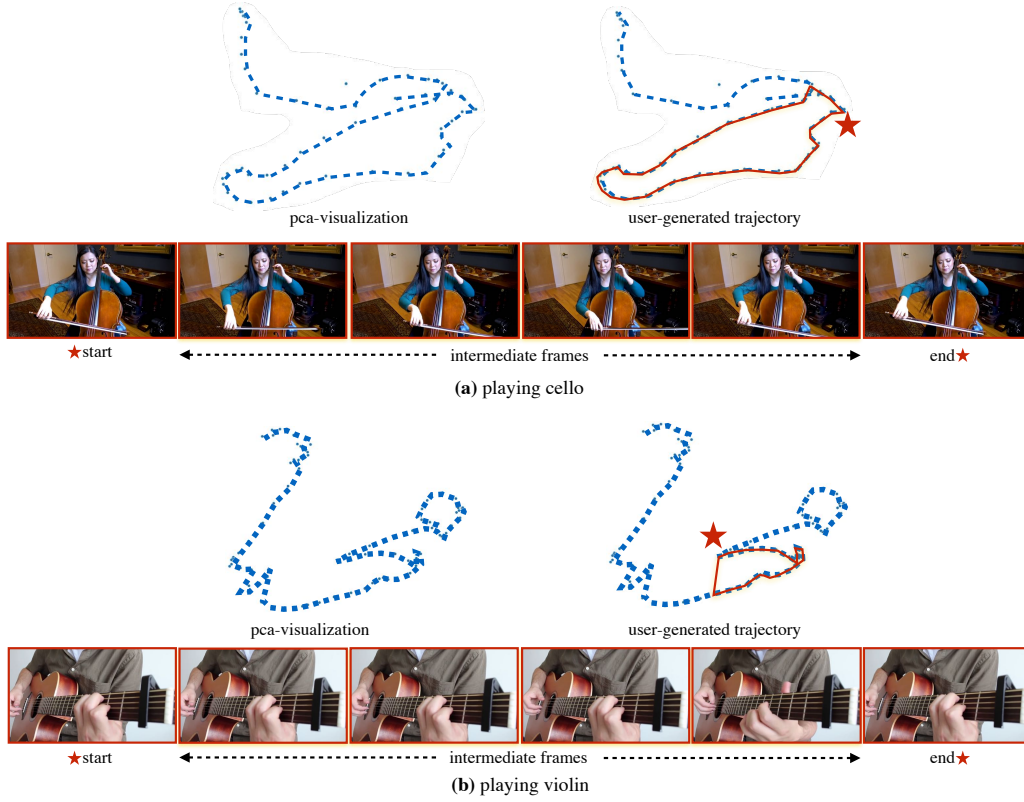 pca-visualization
user-generated trajectory
★start
intermediate frames
end★
(a) playing cello
pca-visualization
user-generated trajectory
★start
intermediate frames
end★
(b) playing violin